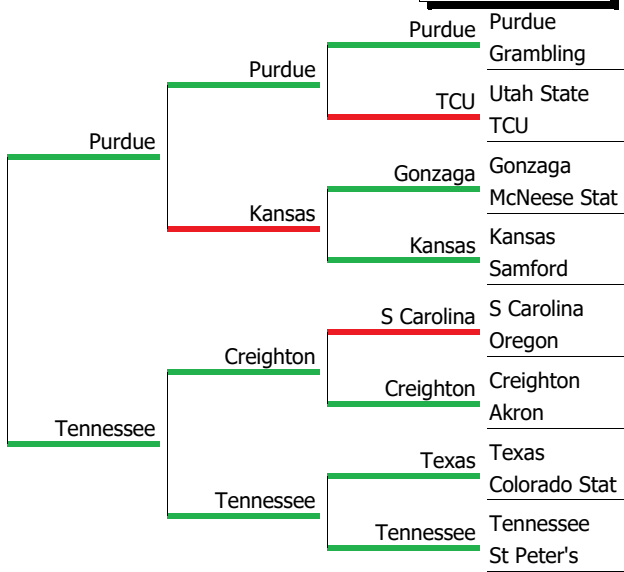 Purdue
Purdue
Grambling
Purdue
TCU
Utah State
TCU
Purdue
Gonzaga
Gonzaga
McNeese Stat
Kansas
Kansas
Kansas
Samford
S Carolina
S Carolina
Oregon
Creighton
Creighton
Creighton
Akron
Tennessee
Texas
Texas
Colorado Stat
Tennessee
Tennessee
Tennessee
St Peter's